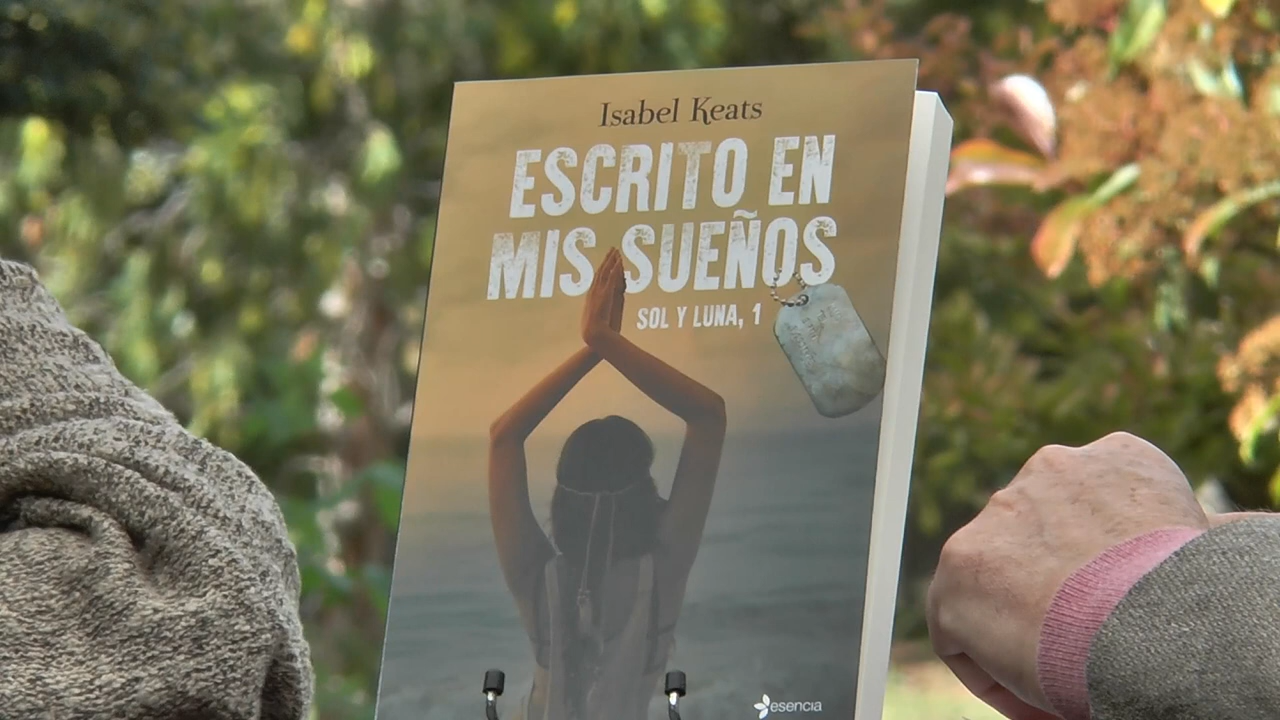 Isabel Keats
ESCRITO EN
MIS SUEÑOS
SOL Y LUNA, 1
esencia